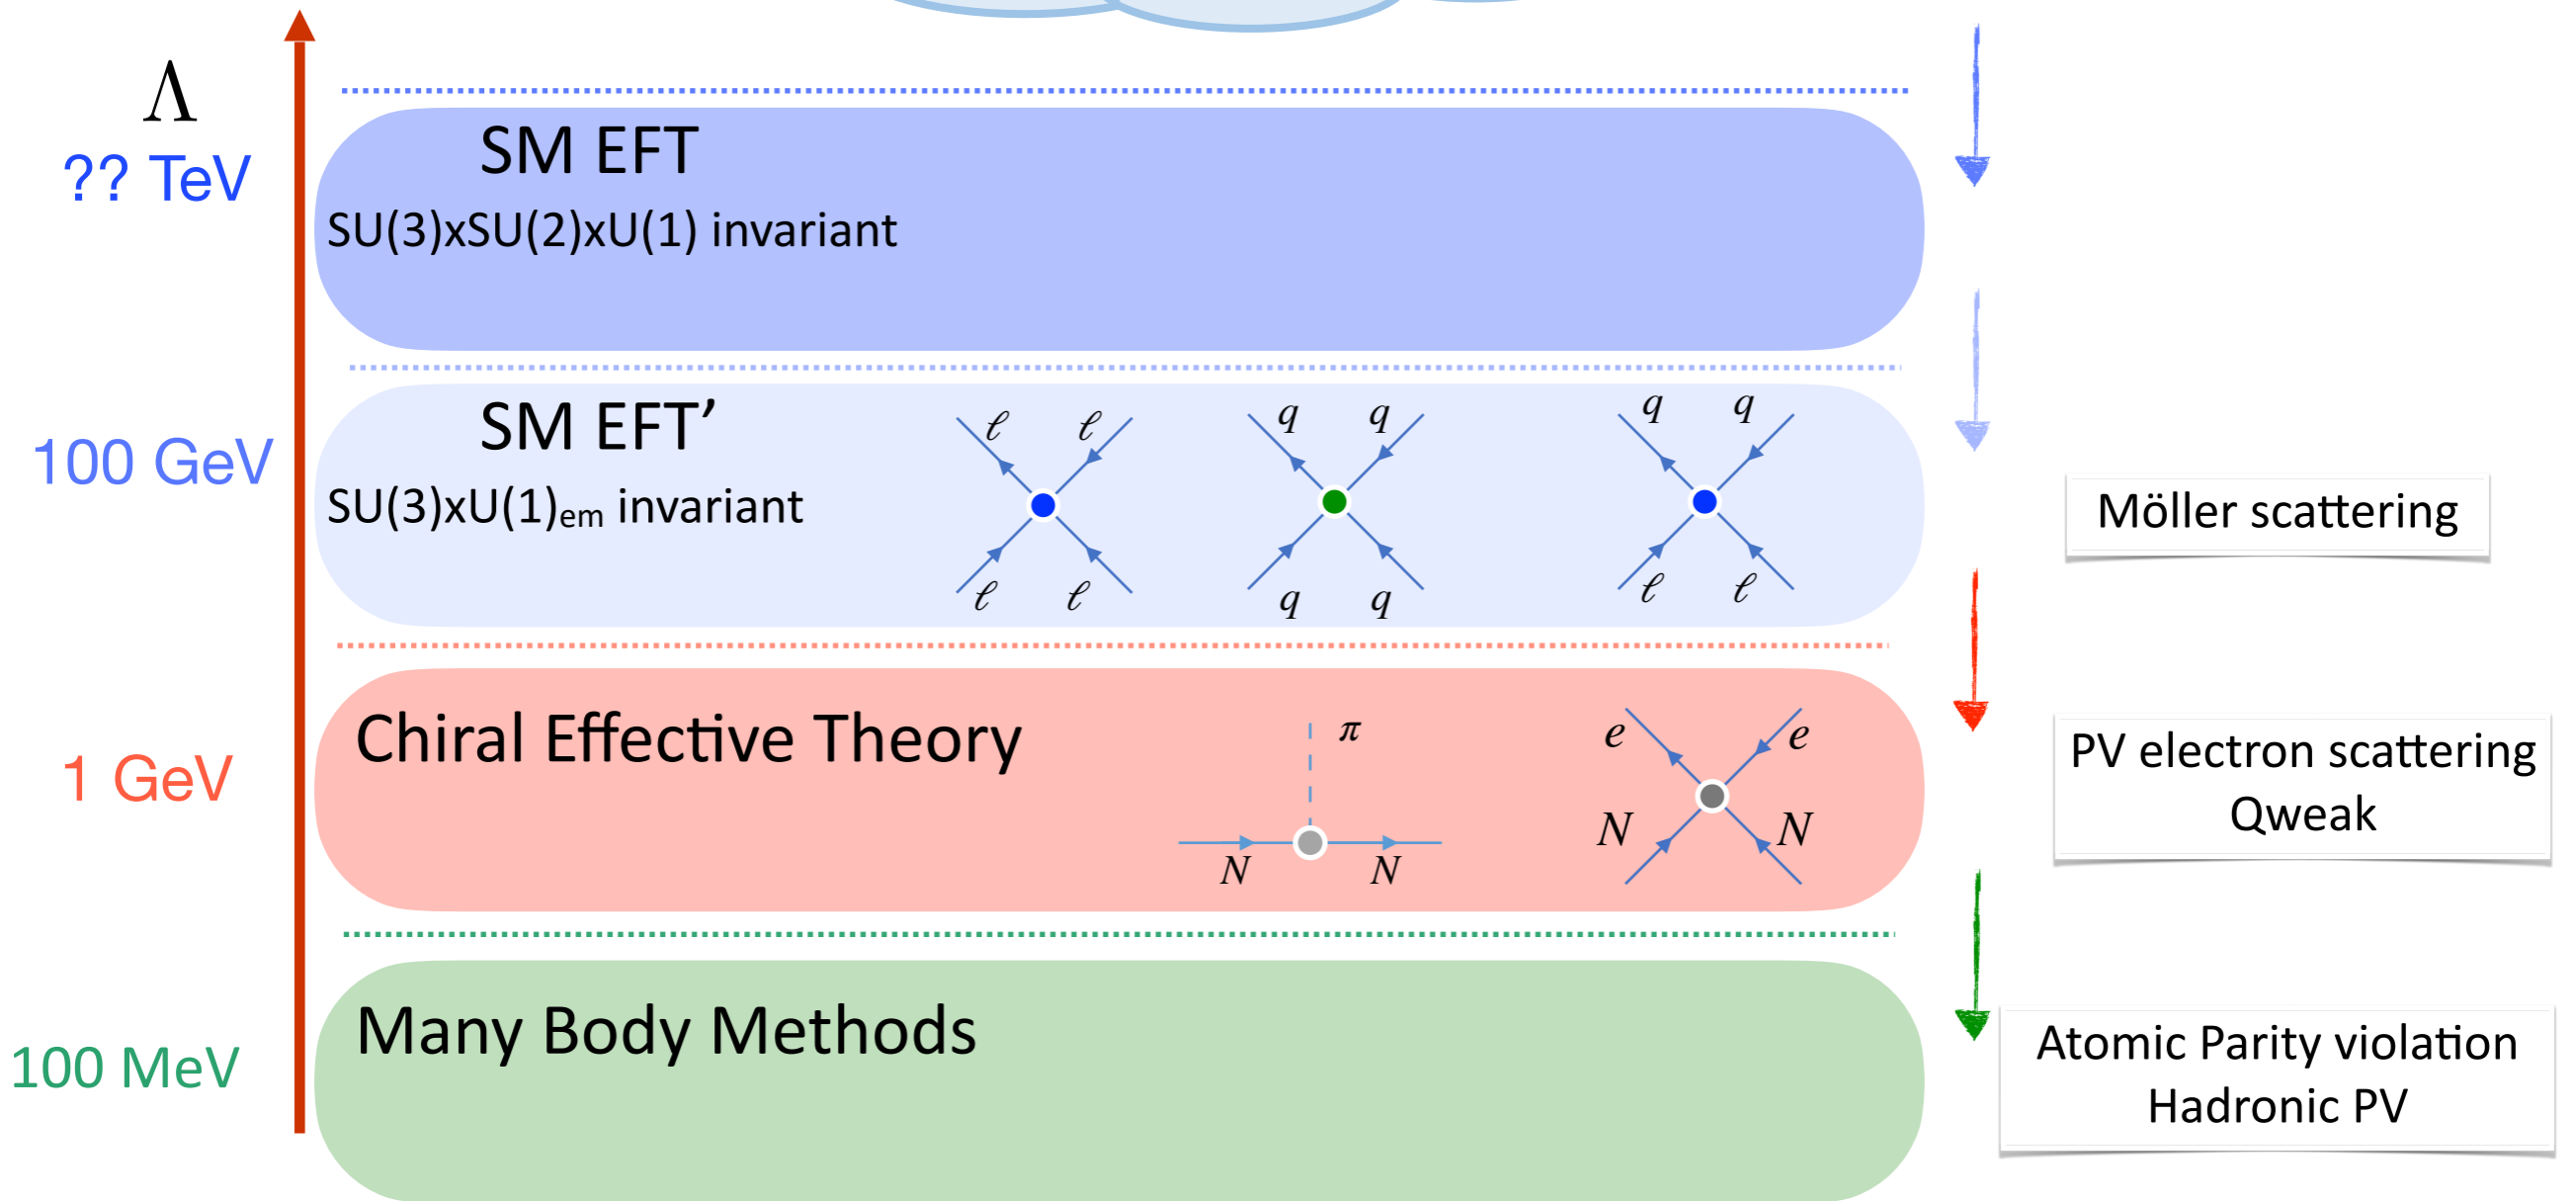 Λ
?? TeV
SM EFT
SU(3)xSU(2)xU(1) invariant
100 GeV
SM EFT’
SU(3)xU(1)em invariant
ℓ ℓ
ℓ ℓ
q q
q q
q q
ℓ ℓ
Möller scattering
1 GeV
Chiral Effective Theory
π
N N
e e
N N
PV electron scattering
Qweak
100 MeV
Many Body Methods
Atomic Parity violation
Hadronic PV